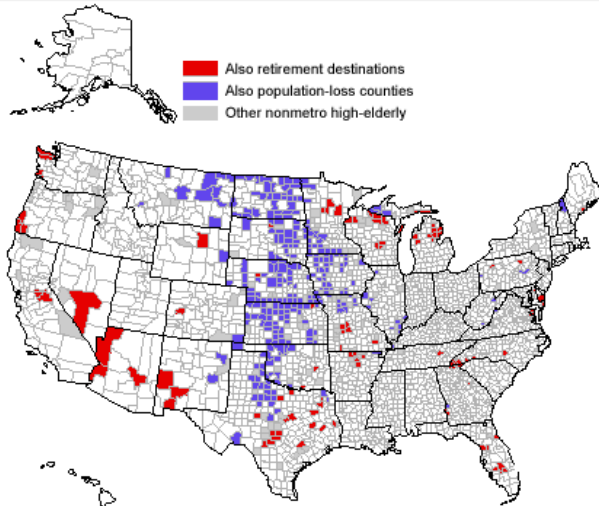 Also retirement destinations
Also population-loss counties
Other nonmetro high-elderly